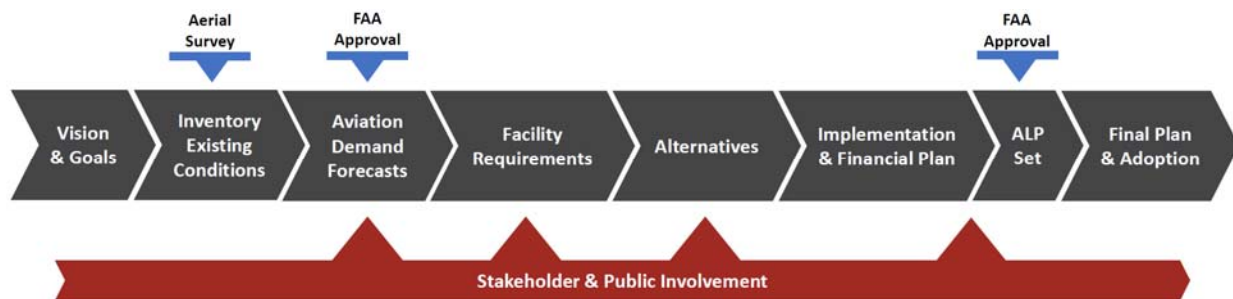 Aerial
Survey
FAA
Approval
FAA
Approval
Vision
& Goals
Inventory
Existing
Conditions
Aviation
Demand
Forecasts
Facility
Requirements
Alternatives
Implementation
& Financial Plan
ALP
Set
Final Plan
& Adoption
Stakeholder & Public Involvement